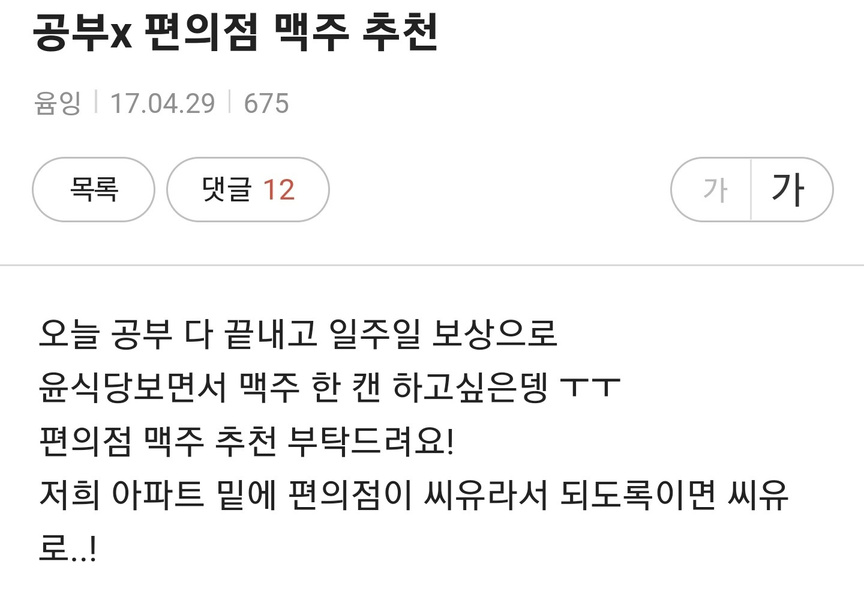 공부x 편의점 맥주 추천
윰잉 17.04.29 675
목록 댓글 12 가 가
오늘 공부 다 끝내고 일주일 보상으로
윤식당보면서 맥주 한 캔 하고싶은뎅 ㅜㅜ
편의점 맥주 추천 부탁드려요!
저희 아파트 밑에 편의점이 씨유라서 되도록이면 씨유
로..!